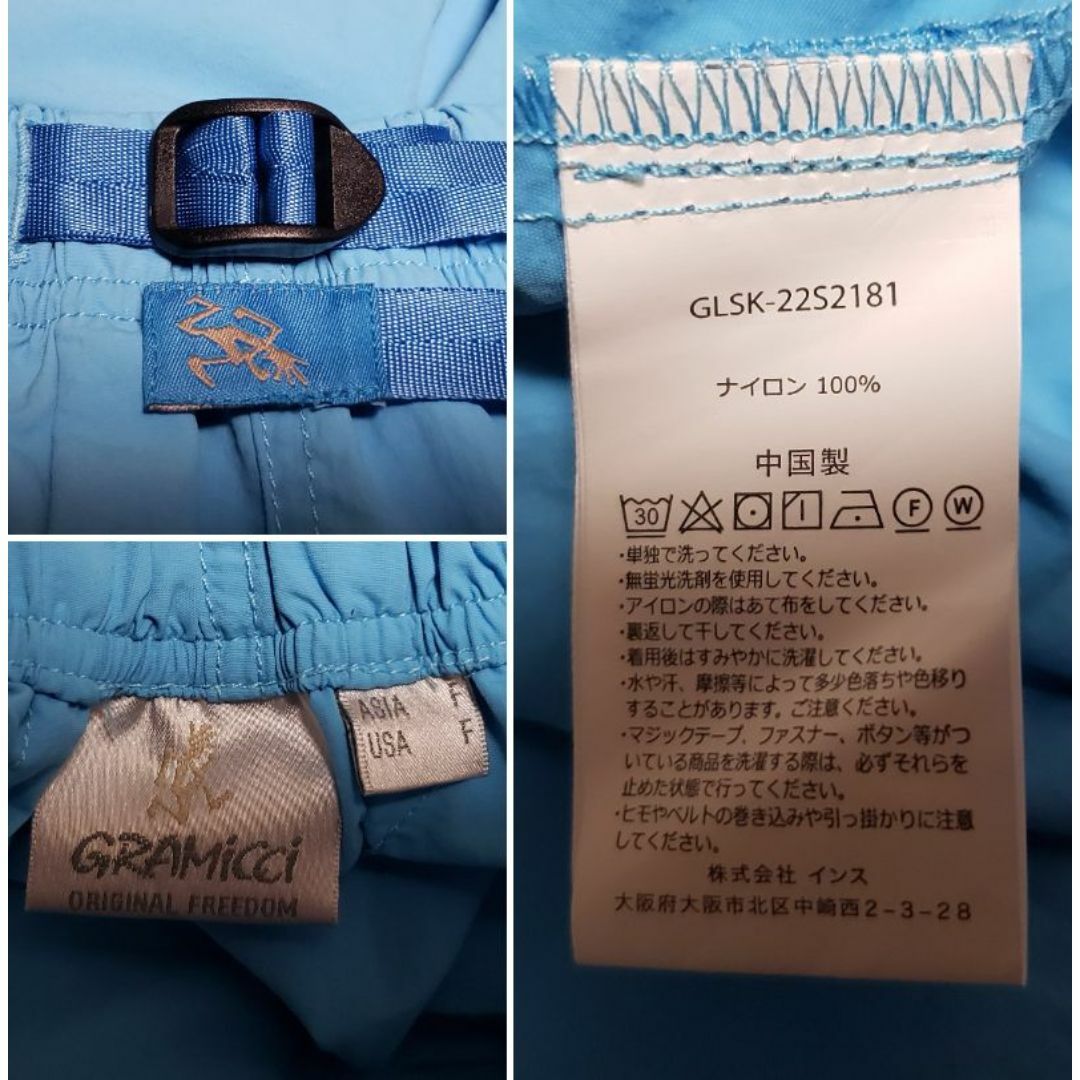 GRAMiCCi
ORIGINAL FREEDOM
ASIA F
USA F
GLSK-22S2181
ナイロン 100%
中国製
30 F W
・単独で洗ってください。
・無蛍光洗剤を使用してください。
・アイロンの際はあて布をしてください。
・裏返して干してください。
・着用後はすみやかに洗濯してください。
・水や汗、摩擦等によって多少色落ちや色移り
することがあります。ご注意ください。
・マジックテープ、ファスナー、ボタン等がつ
いている商品を洗濯する際は、必ずそれらを
止めた状態で行ってください。
・ヒモやベルトの巻き込みや引っ掛かりに注意
してください。
株式会社 インス
大阪府大阪市北区中崎西2-3-28